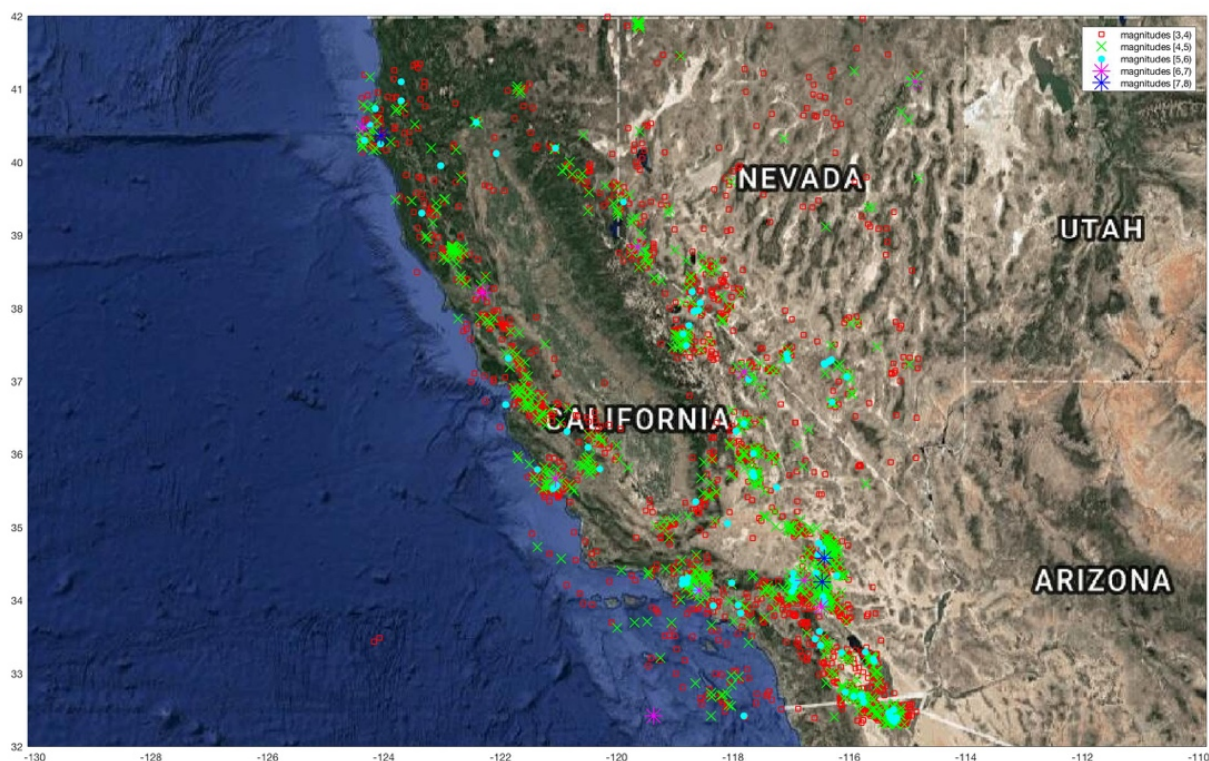 42
magnitudes [3,4)
magnitudes [4,5)
magnitudes [5,6)
magnitudes [6,7)
magnitudes [7,8)
41
40
NEVADA
39
UTAH
38
37
CALIFORNIA
36
35
ARIZONA
34
33
32
-130 -128 -126 -124 -122 -120 -118 -116 -114 -112 -110